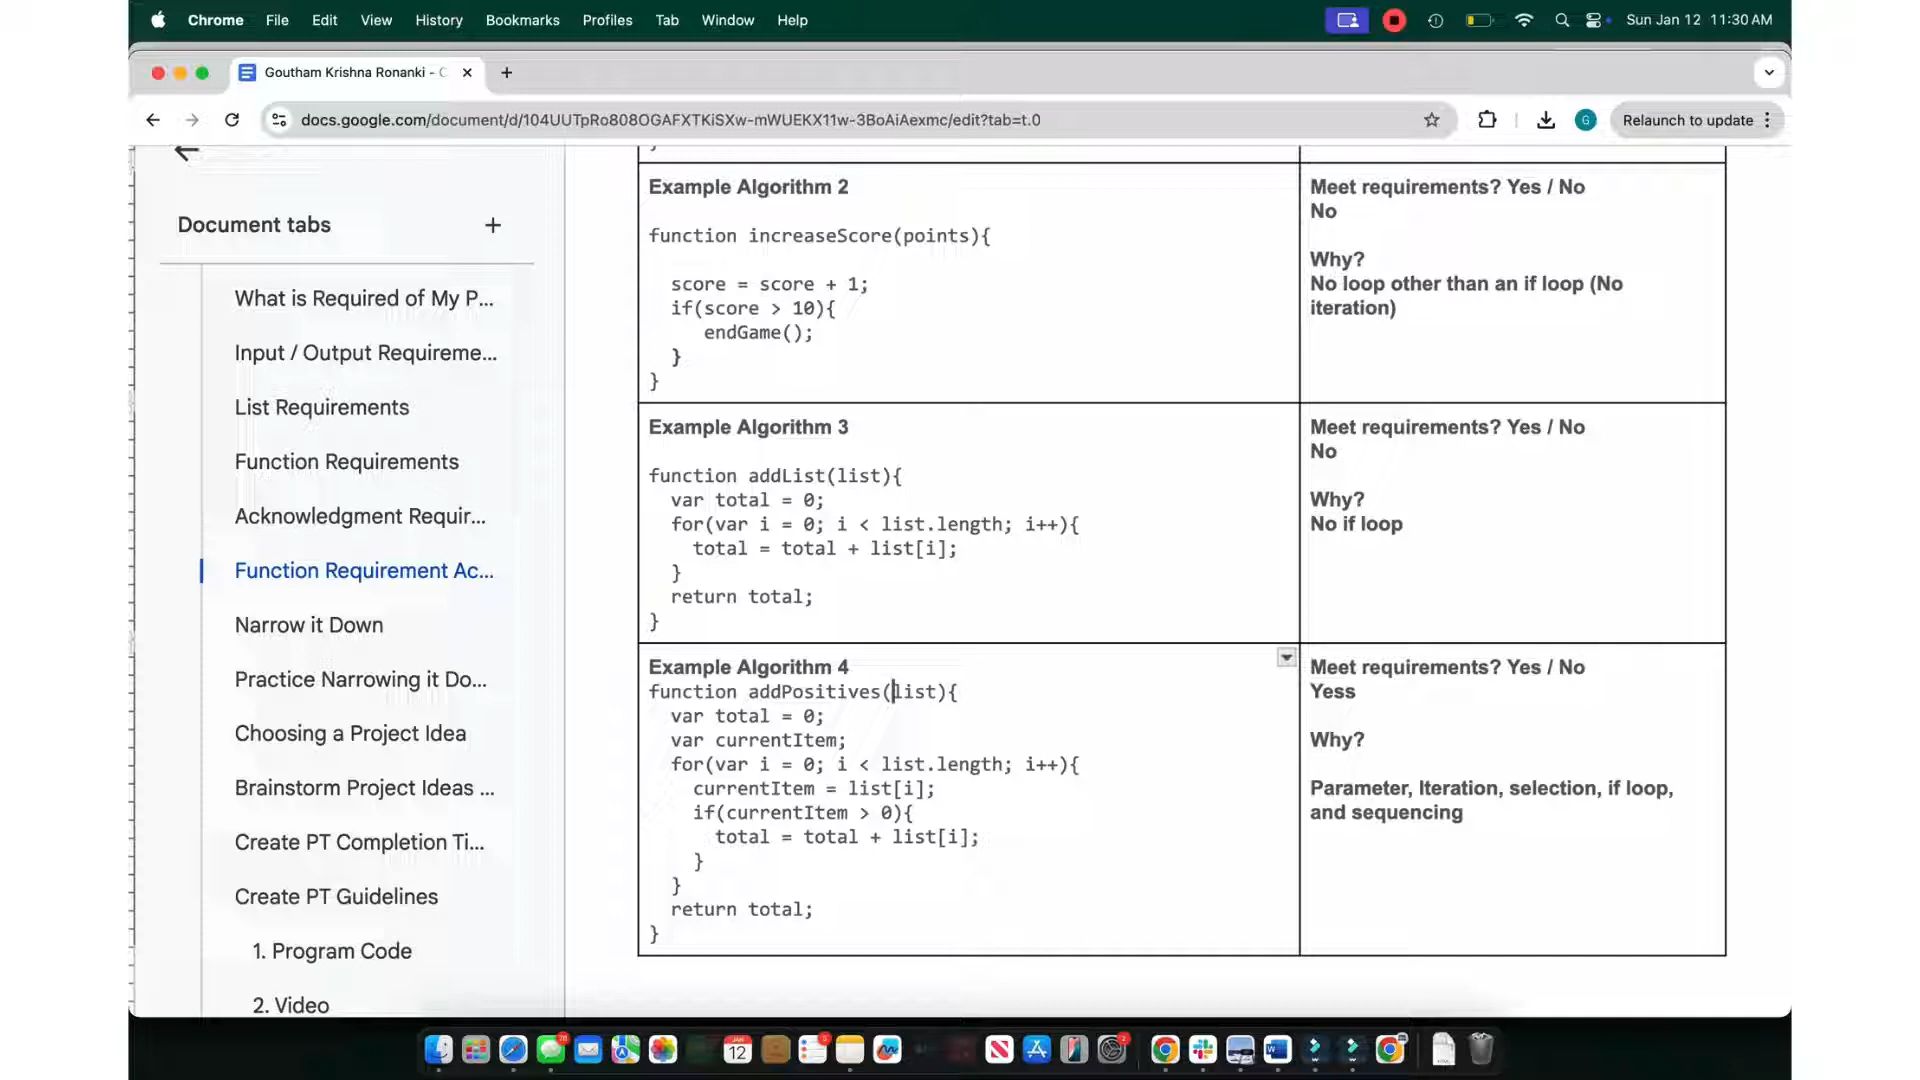 Chrome File Edit View History Bookmarks Profiles Tab Window Help Sun Jan 12 11:30 AM
Goutham Krishna Ronanki - C
docs.google.com/document/d/104UUTpRo808OGAFXTKiSXw-mWUEKX11w-3BoAiAexmc/edit?tab=t.0 G Relaunch to update
Document tabs
What is Required of My P...
Input / Output Requireme...
List Requirements
Function Requirements
Acknowledgment Requir...
Function Requirement Ac...
Narrow it Down
Practice Narrowing it Do...
Choosing a Project Idea
Brainstorm Project Ideas ...
Create PT Completion Ti...
Create PT Guidelines
1. Program Code
2. Video
}
Example Algorithm 2
function increaseScore(points){
score = score + 1;
if(score > 10){
endGame();
}
}
Meet requirements? Yes / No
No
Why?
No loop other than an if loop (No
iteration)
Example Algorithm 3
function addList(list){
var total = 0;
for(var i = 0; i < list.length; i++){
total = total + list[i];
}
return total;
}
Meet requirements? Yes / No
No
Why?
No if loop
Example Algorithm 4
function addPositives(list){
var total = 0;
var currentItem;
for(var i = 0; i < list.length; i++){
currentItem = list[i];
if(currentItem > 0){
total = total + list[i];
}
}
return total;
}
Meet requirements? Yes / No
Yess
Why?
Parameter, Iteration, selection, if loop,
and sequencing
JAN
12